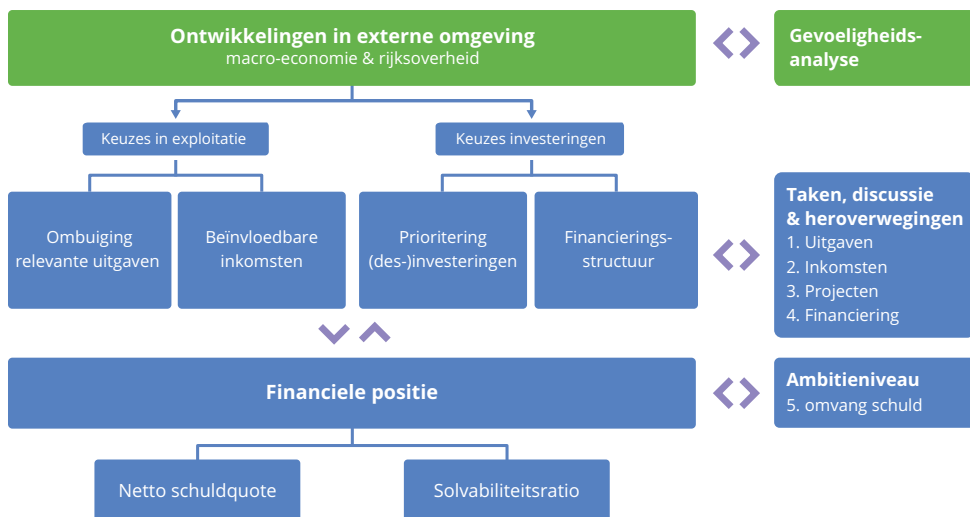 Ontwikkelingen in externe omgeving
macro-economie & rijksoverheid
Gevoeligheids-
analyse
Keuzes in exploitatie
Keuzes investeringen
Ombuiging
relevante uitgaven
Beïnvloedbare
inkomsten
Prioritering
(des-)investeringen
Financierings-
structuur
Taken, discussie
& heroverwegingen
1. Uitgaven
2. Inkomsten
3. Projecten
4. Financiering
Financiele positie
Ambitieniveau
5. omvang schuld
Netto schuldquote
Solvabiliteitsratio